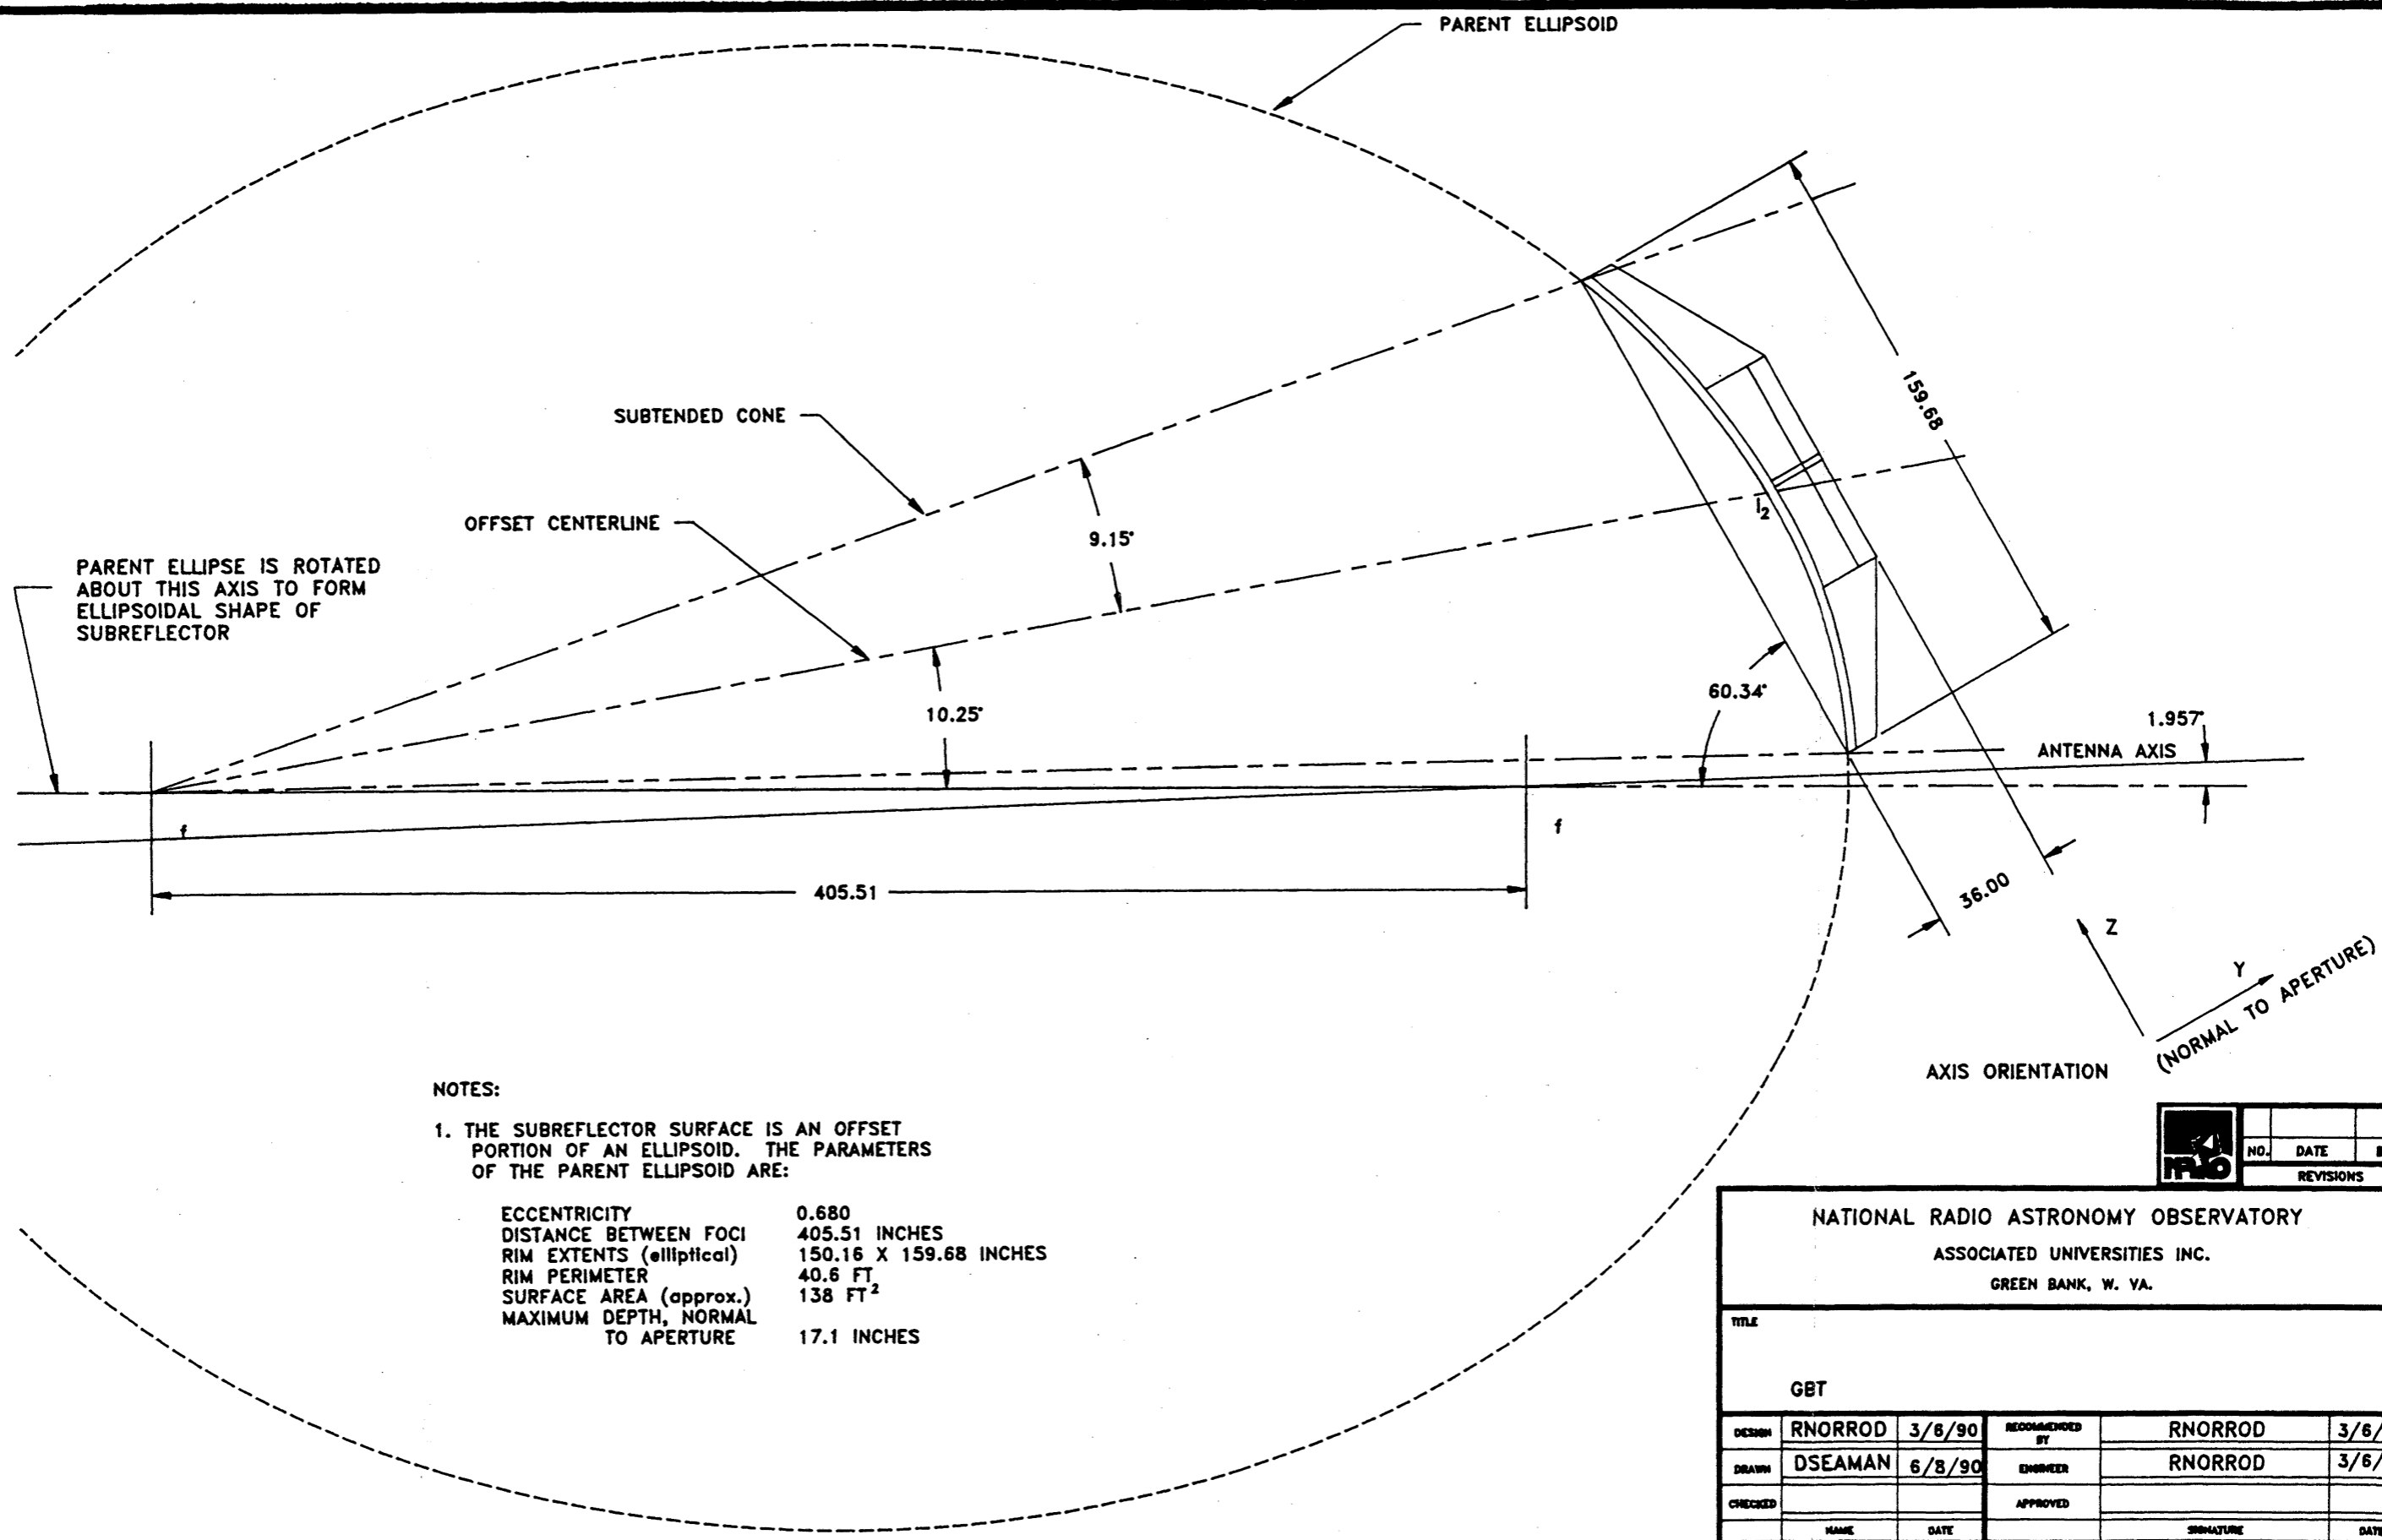 PARENT ELLIPSOID
159.68
SUBTENDED CONE
OFFSET CENTERLINE
9.15°
l₂
PARENT ELLIPSE IS ROTATED
ABOUT THIS AXIS TO FORM
ELLIPSOIDAL SHAPE OF
SUBREFLECTOR
10.25°
60.34°
1.957°
ANTENNA AXIS
f
f
405.51
36.00
Z
Y
(NORMAL TO APERTURE)
AXIS ORIENTATION
NOTES:
1. THE SUBREFLECTOR SURFACE IS AN OFFSET
PORTION OF AN ELLIPSOID. THE PARAMETERS
OF THE PARENT ELLIPSOID ARE:
ECCENTRICITY 0.680
DISTANCE BETWEEN FOCI 405.51 INCHES
RIM EXTENTS (elliptical) 150.16 X 159.68 INCHES
RIM PERIMETER 40.6 FT
SURFACE AREA (approx.) 138 FT²
MAXIMUM DEPTH, NORMAL
TO APERTURE 17.1 INCHES
NRAO
NO. DATE
REVISIONS
NATIONAL RADIO ASTRONOMY OBSERVATORY
ASSOCIATED UNIVERSITIES INC.
GREEN BANK, W. VA.
TITLE
GBT
DESIGN RNORROD 3/6/90 RECOMMENDED BY RNORROD 3/6/
DRAWN DSEAMAN 6/8/90 ENGINEER RNORROD 3/6/
CHECKED APPROVED
NAME DATE SIGNATURE DATE